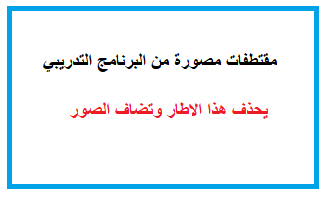 مقتطفات مصورة من البرنامج التدريبي
يحذف هذا الاطار وتضاف الصور